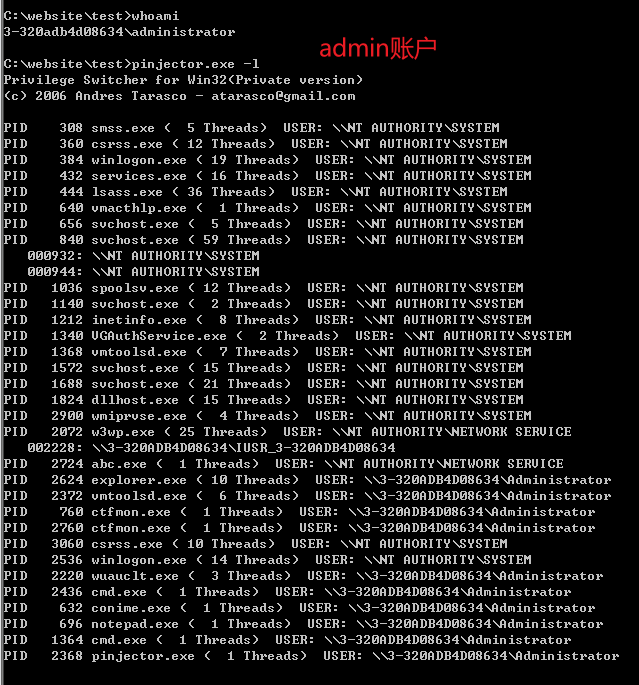 C:\website\test>whoami
3-320adb4d08634\administrator
admin账户
C:\website\test>pinjector.exe -l
Privilege Switcher for Win32(Private version)
(c) 2006 Andres Tarasco - atarasco@gmail.com
PID    308 smss.exe (  5 Threads)  USER: \\NT AUTHORITY\SYSTEM
PID    360 csrss.exe ( 12 Threads)  USER: \\NT AUTHORITY\SYSTEM
PID    384 winlogon.exe ( 19 Threads)  USER: \\NT AUTHORITY\SYSTEM
PID    432 services.exe ( 16 Threads)  USER: \\NT AUTHORITY\SYSTEM
PID    444 lsass.exe ( 36 Threads)  USER: \\NT AUTHORITY\SYSTEM
PID    640 vmacthlp.exe (  1 Threads)  USER: \\NT AUTHORITY\SYSTEM
PID    656 svchost.exe (  5 Threads)  USER: \\NT AUTHORITY\SYSTEM
PID    840 svchost.exe ( 59 Threads)  USER: \\NT AUTHORITY\SYSTEM
000932: \\NT AUTHORITY\SYSTEM
000944: \\NT AUTHORITY\SYSTEM
PID   1036 spoolsv.exe ( 12 Threads)  USER: \\NT AUTHORITY\SYSTEM
PID   1140 svchost.exe (  2 Threads)  USER: \\NT AUTHORITY\SYSTEM
PID   1212 inetinfo.exe (  8 Threads)  USER: \\NT AUTHORITY\SYSTEM
PID   1340 VGAuthService.exe (  2 Threads)  USER: \\NT AUTHORITY\SYSTEM
PID   1368 vmtoolsd.exe (  7 Threads)  USER: \\NT AUTHORITY\SYSTEM
PID   1572 svchost.exe ( 15 Threads)  USER: \\NT AUTHORITY\SYSTEM
PID   1688 svchost.exe ( 21 Threads)  USER: \\NT AUTHORITY\SYSTEM
PID   1824 dllhost.exe ( 15 Threads)  USER: \\NT AUTHORITY\SYSTEM
PID   2900 wmiprvse.exe (  4 Threads)  USER: \\NT AUTHORITY\SYSTEM
PID   2072 w3wp.exe ( 25 Threads)  USER: \\NT AUTHORITY\NETWORK SERVICE
002228: \\3-320ADB4D08634\IUSR_3-320ADB4D08634
PID   2724 abc.exe (  1 Threads)  USER: \\NT AUTHORITY\NETWORK SERVICE
PID   2624 explorer.exe ( 10 Threads)  USER: \\3-320ADB4D08634\Administrator
PID   2372 vmtoolsd.exe (  6 Threads)  USER: \\3-320ADB4D08634\Administrator
PID    760 ctfmon.exe (  1 Threads)  USER: \\3-320ADB4D08634\Administrator
PID   2760 ctfmon.exe (  1 Threads)  USER: \\3-320ADB4D08634\Administrator
PID   3060 csrss.exe ( 10 Threads)  USER: \\NT AUTHORITY\SYSTEM
PID   2536 winlogon.exe ( 14 Threads)  USER: \\NT AUTHORITY\SYSTEM
PID   2220 wuauclt.exe (  3 Threads)  USER: \\3-320ADB4D08634\Administrator
PID   2436 cmd.exe (  1 Threads)  USER: \\3-320ADB4D08634\Administrator
PID    632 conime.exe (  1 Threads)  USER: \\3-320ADB4D08634\Administrator
PID    696 notepad.exe (  1 Threads)  USER: \\3-320ADB4D08634\Administrator
PID   1364 cmd.exe (  1 Threads)  USER: \\3-320ADB4D08634\Administrator
PID   2368 pinjector.exe (  1 Threads)  USER: \\3-320ADB4D08634\Administrator